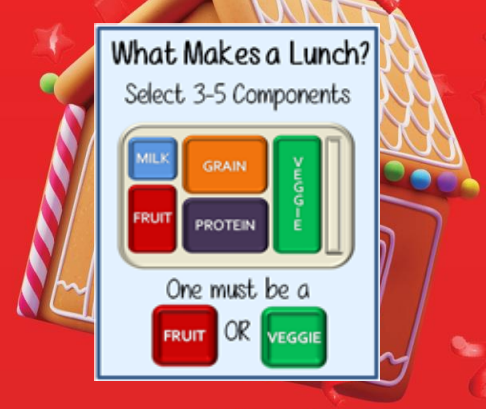 What Makes a Lunch?
Select 3-5 Components
MILK
GRAIN
VEGGIE
FRUIT
PROTEIN
One must be a
FRUIT OR VEGGIE